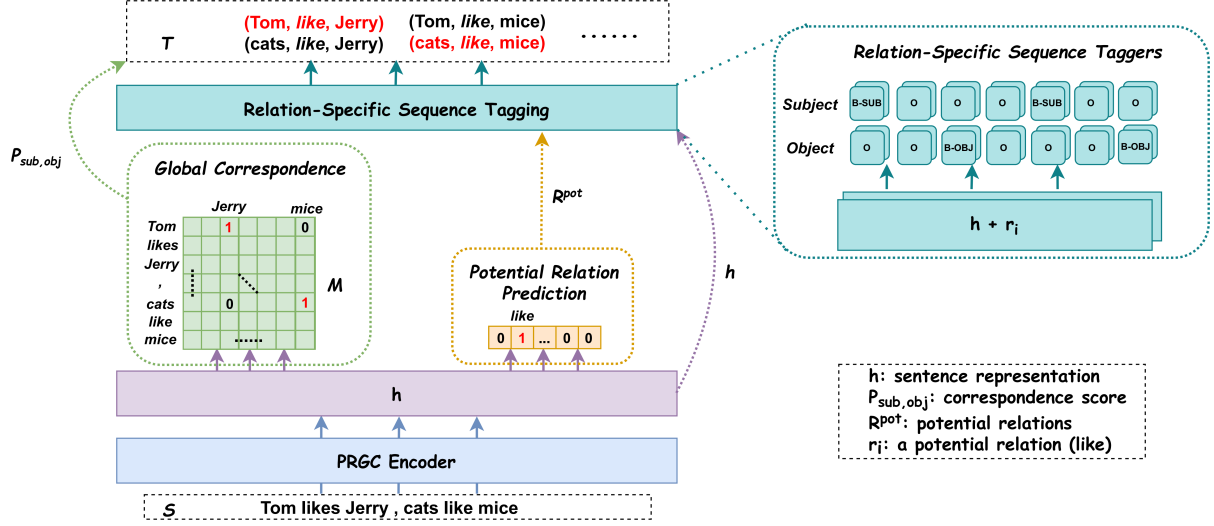 T
(Tom, like, Jerry) (Tom, like, mice)
(cats, like, Jerry) (cats, like, mice) ......
Relation-Specific Sequence Tagging
P_sub,obj
Global Correspondence
Jerry mice
Tom 1 0
likes
Jerry
,
M
cats 0 1
like
mice ......
R^pot
Potential Relation
Prediction
like
0 1 ... 0 0
h
h
PRGC Encoder
S Tom likes Jerry , cats like mice
Relation-Specific Sequence Taggers
Subject B-SUB O O O B-SUB O O
Object O O B-OBJ O O O B-OBJ
h + r_i
h: sentence representation
P_sub,obj: correspondence score
R^pot: potential relations
r_i: a potential relation (like)